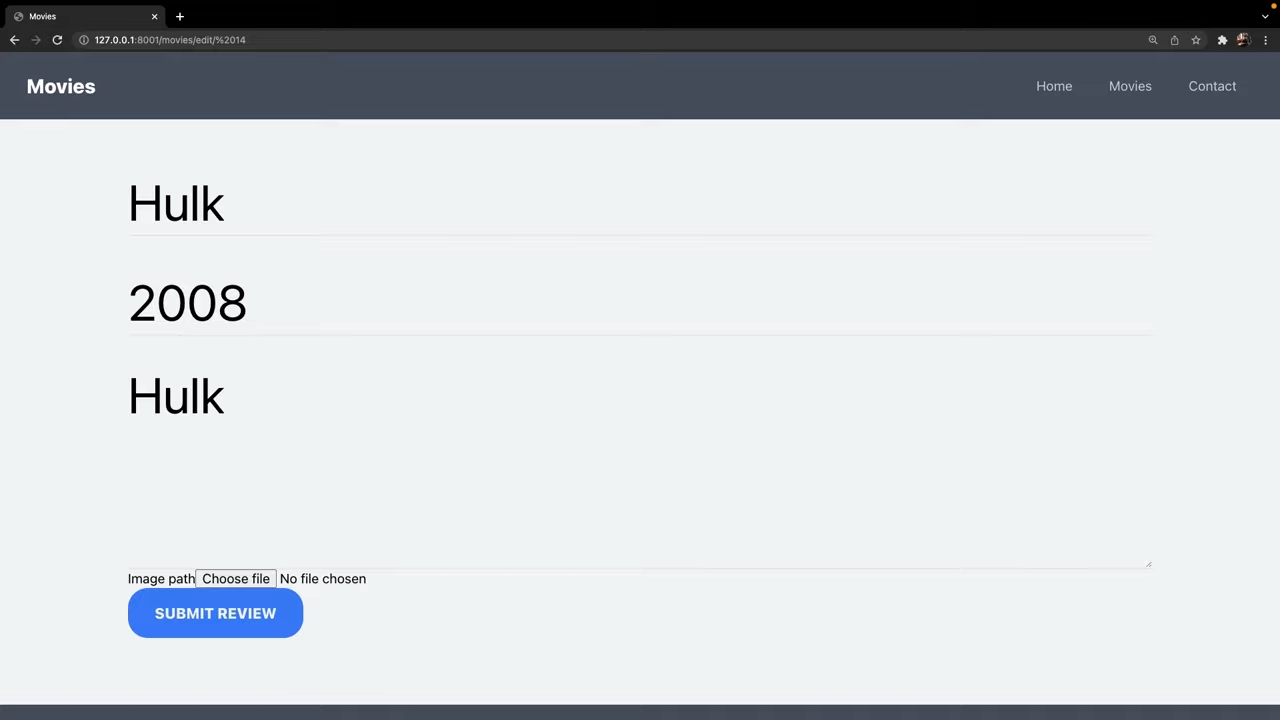 Movies
127.0.0.1:8001/movies/edit/%2014
Movies
Home Movies Contact
Hulk
2008
Hulk
Image path Choose file No file chosen
SUBMIT REVIEW